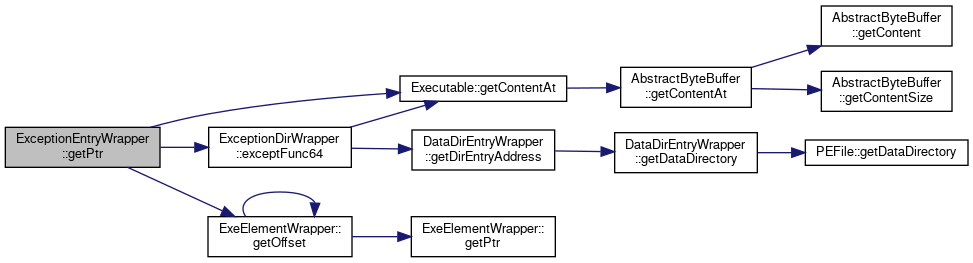 ExceptionEntryWrapper
::getPtr
Executable::getContentAt
AbstractByteBuffer
::getContentAt
AbstractByteBuffer
::getContent
AbstractByteBuffer
::getContentSize
ExceptionDirWrapper
::exceptFunc64
DataDirEntryWrapper
::getDirEntryAddress
DataDirEntryWrapper
::getDataDirectory
PEFile::getDataDirectory
ExeElementWrapper::
getOffset
ExeElementWrapper::
getPtr